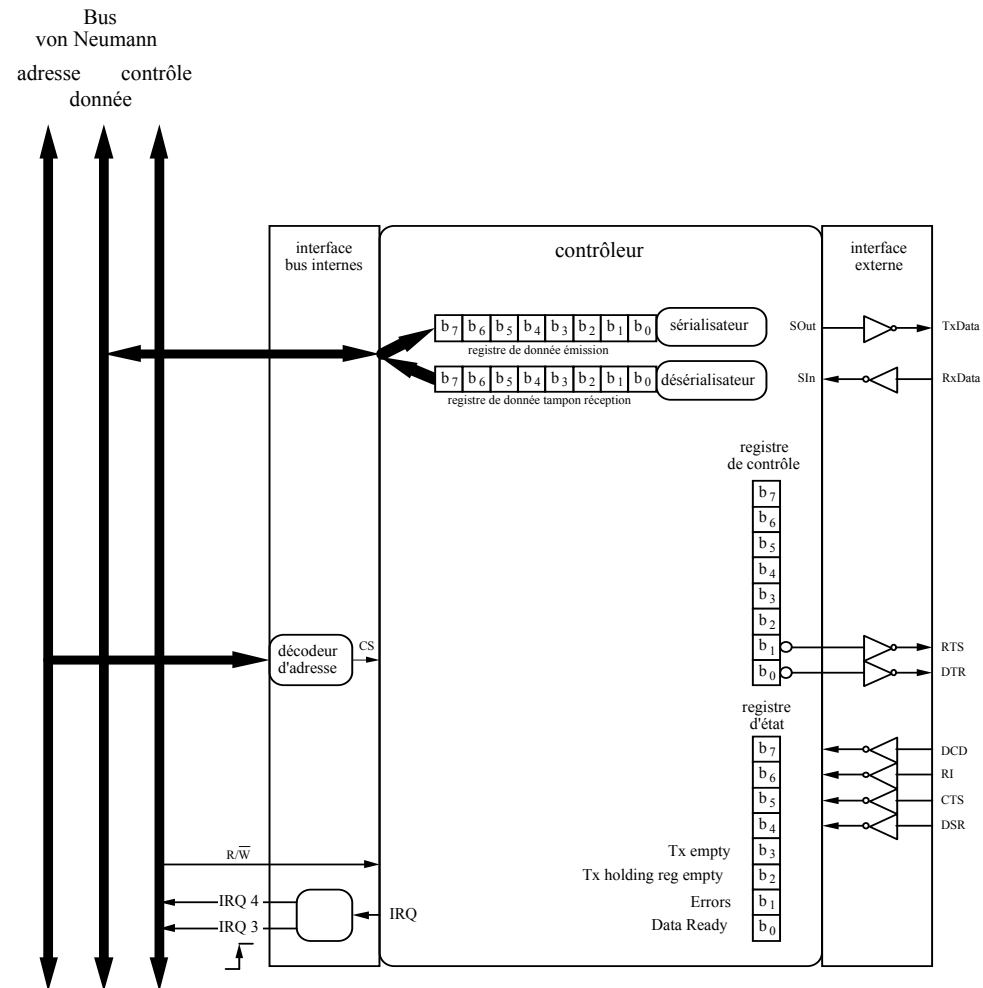 Bus
von Neumann
adresse contrôle
donnée
interface
bus internes
contrôleur
interface
externe
b7 b6 b5 b4 b3 b2 b1 b0 sérialisateur
registre de donnée émission
SOut TxData
b7 b6 b5 b4 b3 b2 b1 b0 désérialisateur
registre de donnée tampon réception
SIn RxData
registre
de contrôle
b7
b6
b5
b4
b3
b2
b1 RTS
b0 DTR
décodeur
d'adresse
CS
registre
d'état
b7 DCD
b6 RI
b5 CTS
b4 DSR
Tx empty b3
Tx holding reg empty b2
Errors b1
Data Ready b0
R/W̅
IRQ 4
IRQ 3
IRQ